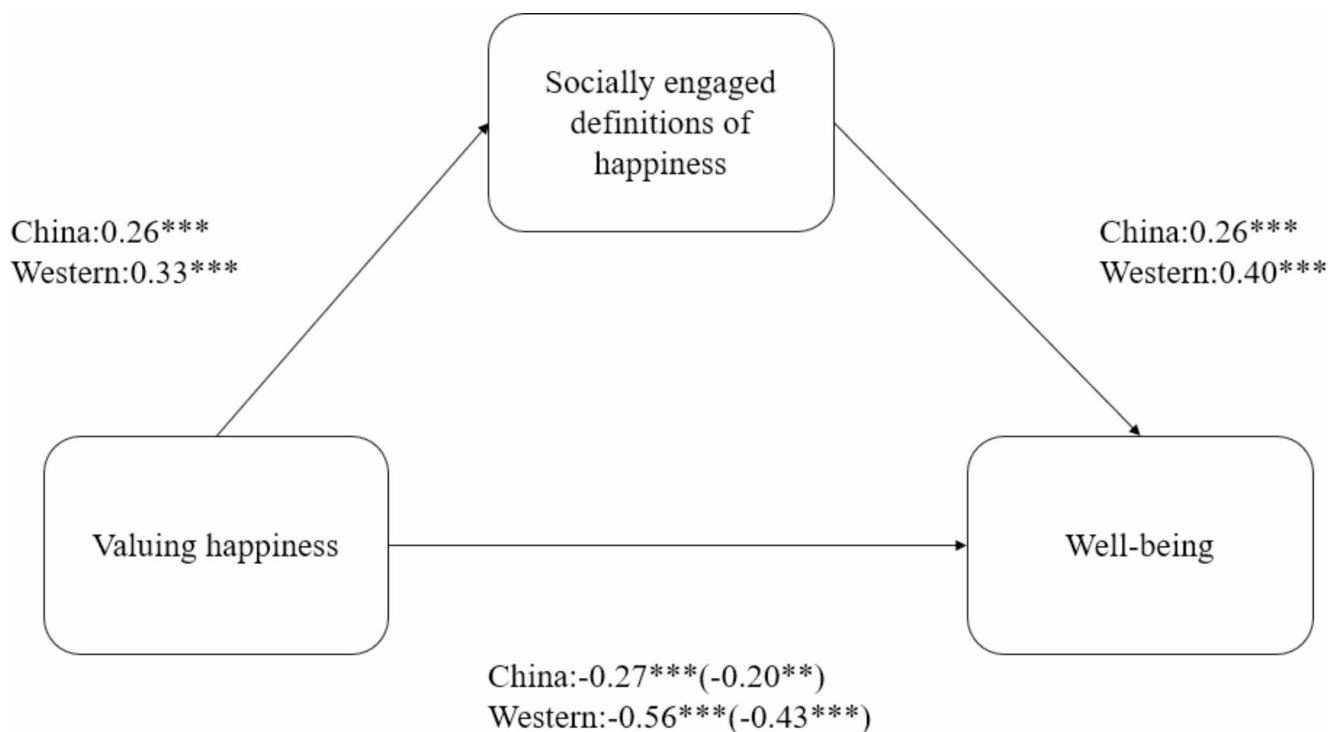 Socially engaged
definitions of
happiness
China:0.26***
Western:0.33***
China:0.26***
Western:0.40***
Valuing happiness
Well-being
China:-0.27***(-0.20**)
Western:-0.56***(-0.43***)